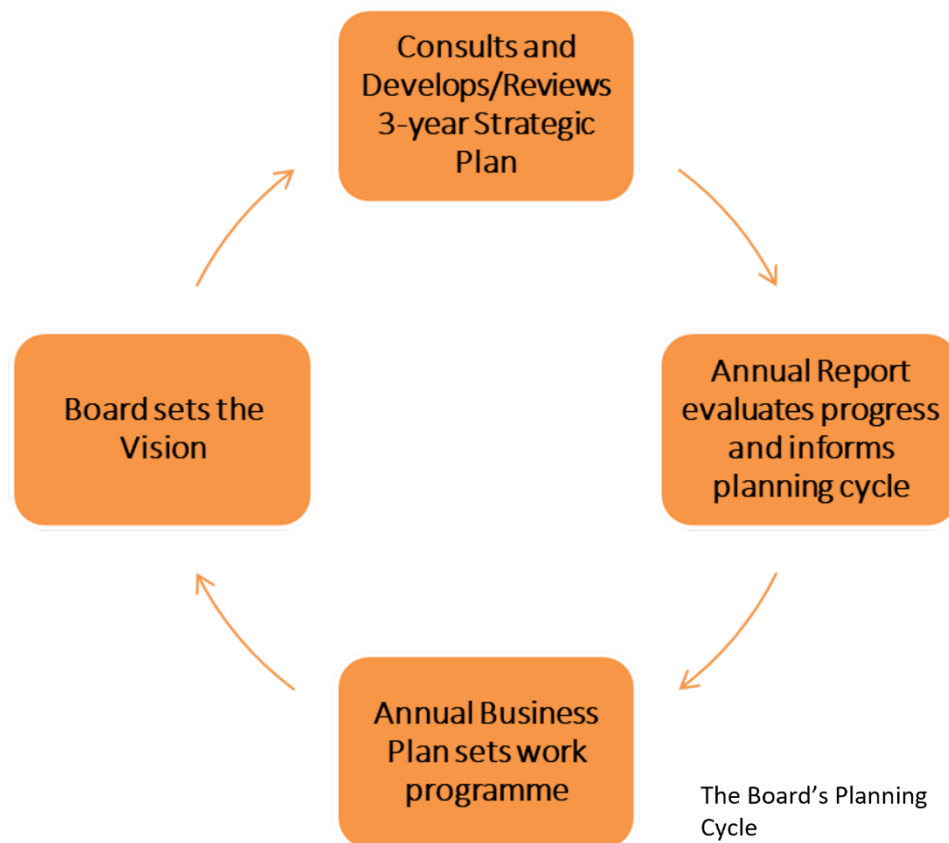 Consults and
Develops/Reviews
3-year Strategic
Plan
Board sets the
Vision
Annual Report
evaluates progress
and informs
planning cycle
Annual Business
Plan sets work
programme
The Board’s Planning
Cycle